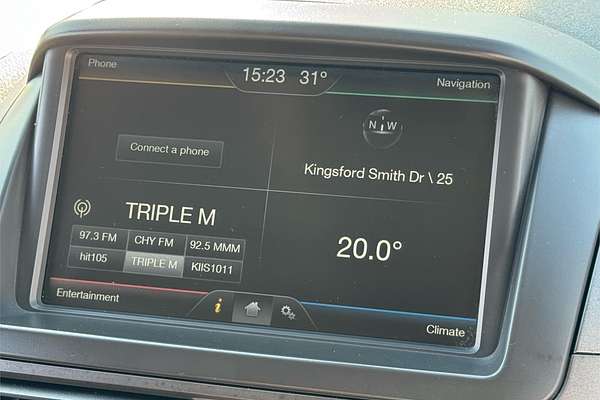 Phone
15:23 31°
Navigation
Connect a phone
N W
Kingsford Smith Dr \ 25
TRIPLE M
97.3 FM CHY FM 92.5 MMM
hit105 TRIPLE M KIIS1011
20.0°
Entertainment
i
Climate